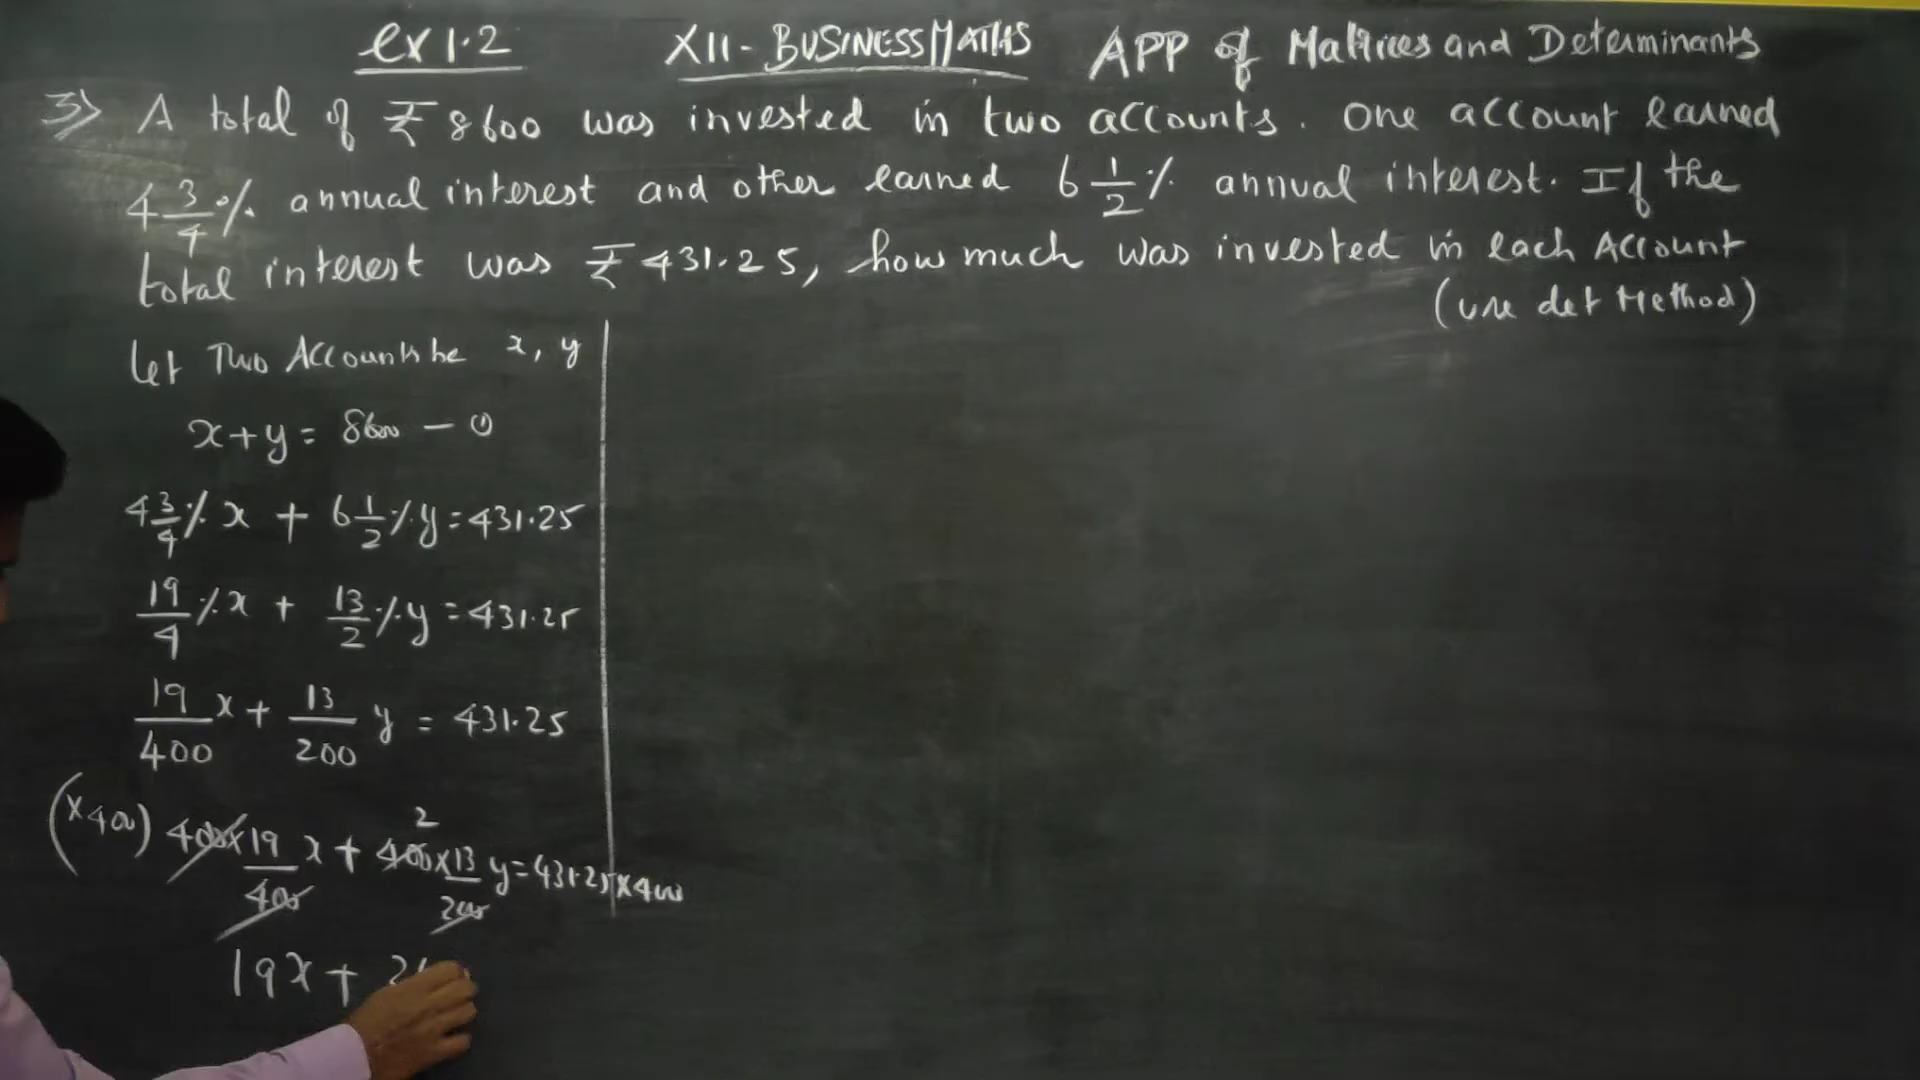 ex 1.2 XII - BUSINESS MATHS APP of Matrices and Determinants
3) A total of ₹ 8600 was invested in two accounts. One account earned
4 3/4 % annual interest and other earned 6 1/2 % annual interest. If the
total interest was ₹ 431.25, how much was invested in each Account
(use det Method)
Let Two Accounts be x, y
x + y = 8600 - ①
4 3/4 % x + 6 1/2 % y = 431.25
19/4 % x + 13/2 % y = 431.25
19/400 x + 13/200 y = 431.25
(x 400) 400 x 19/400 x + 2 400 x 13/200 y = 431.25 x 400
19x +